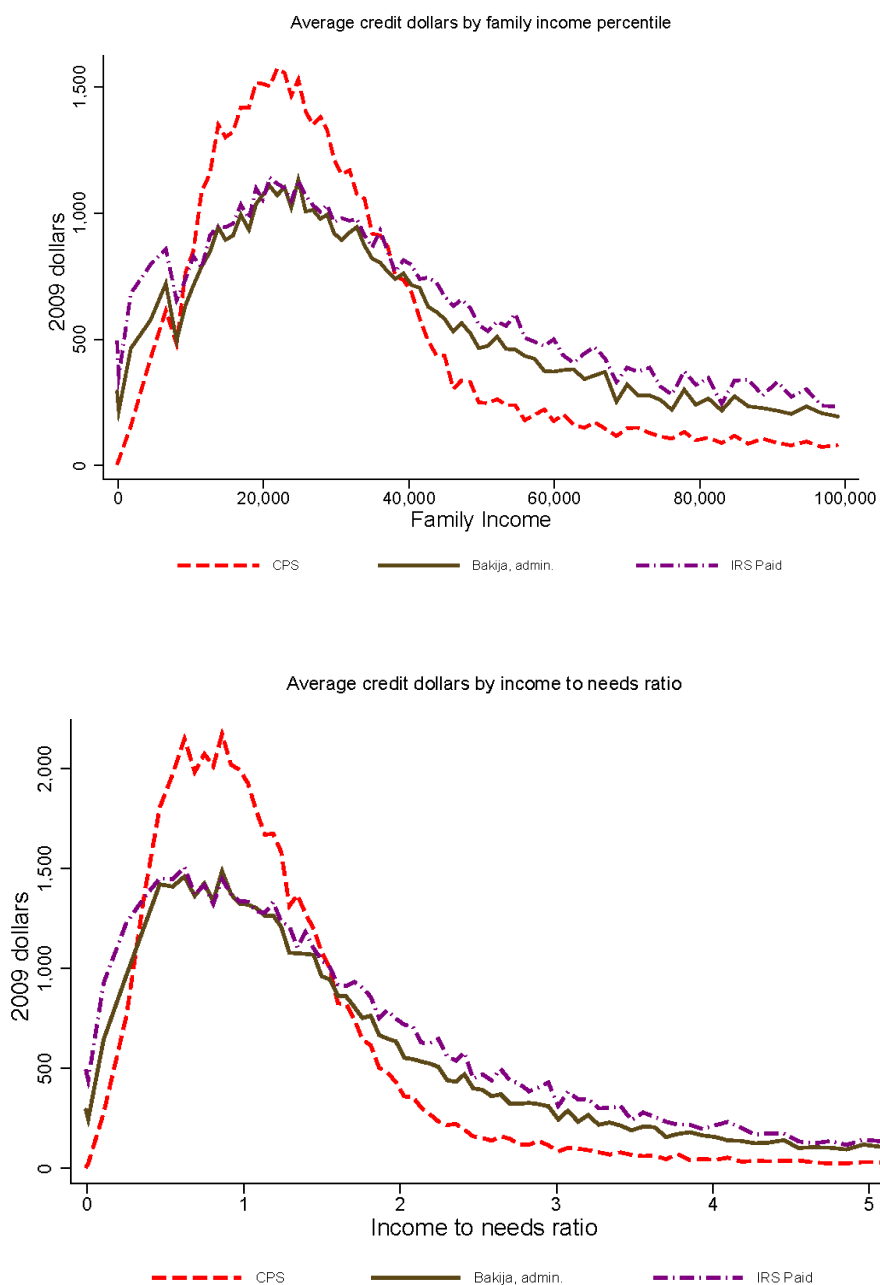 Average credit dollars by family income percentile
1,500
1,000
500
0
2009 dollars
0 20,000 40,000 60,000 80,000 100,000
Family Income
CPS Bakija, admin. IRS Paid
Average credit dollars by income to needs ratio
2,000
1,500
1,000
500
0
2009 dollars
0 1 2 3 4 5
Income to needs ratio
CPS Bakija, admin. IRS Paid